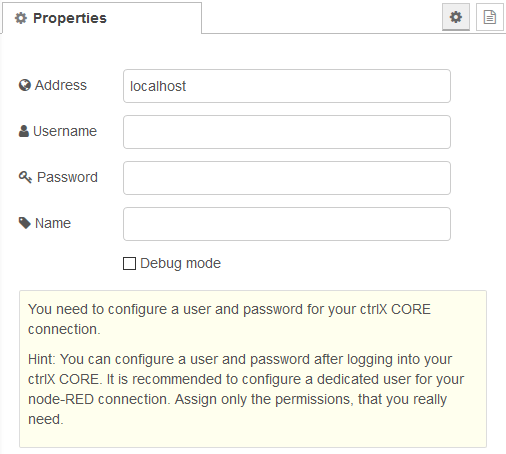 Properties
Address
localhost
Username
Password
Name
Debug mode
You need to configure a user and password for your ctrlX CORE
connection.
Hint: You can configure a user and password after logging into your
ctrlX CORE. It is recommended to configure a dedicated user for your
node-RED connection. Assign only the permissions, that you really
need.